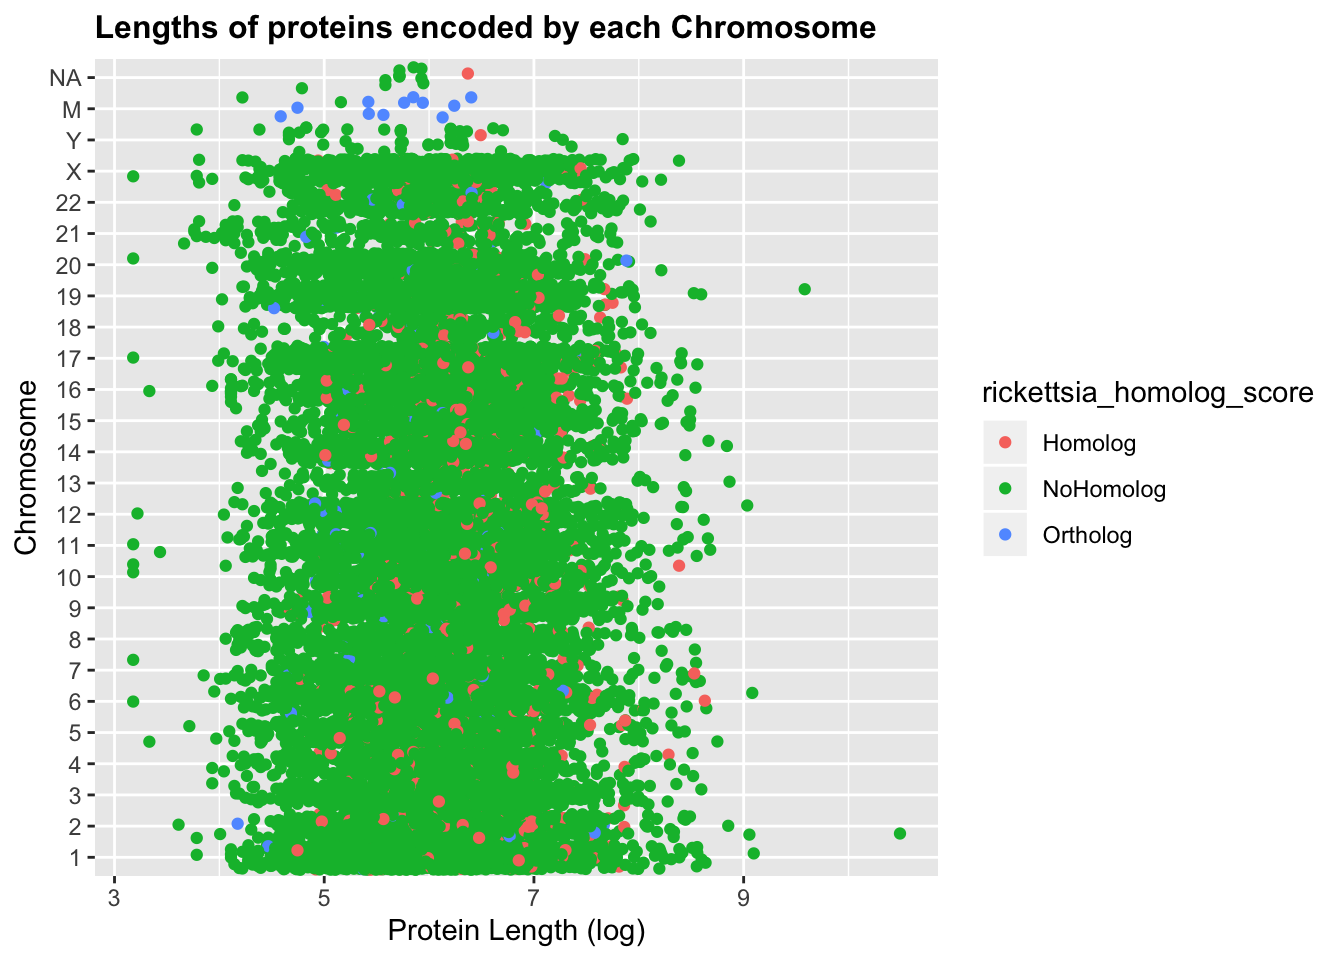 Lengths of proteins encoded by each Chromosome
NA
M
Y
X
22
21
20
19
18
17
16
15
14
13
12
11
10
9
8
7
6
5
4
3
2
1
Chromosome
3 5 7 9
Protein Length (log)
rickettsia_homolog_score
Homolog
NoHomolog
Ortholog